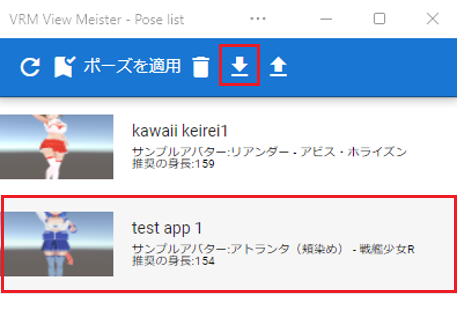 VRM View Meister - Pose list
ポーズを適用
kawaii keirei1
サンプルアバター:リアンダー - アビス・ホライズン
推奨の身長:159
test app 1
サンプルアバター:アトランタ（頬染め） - 戦艦少女R
推奨の身長:154